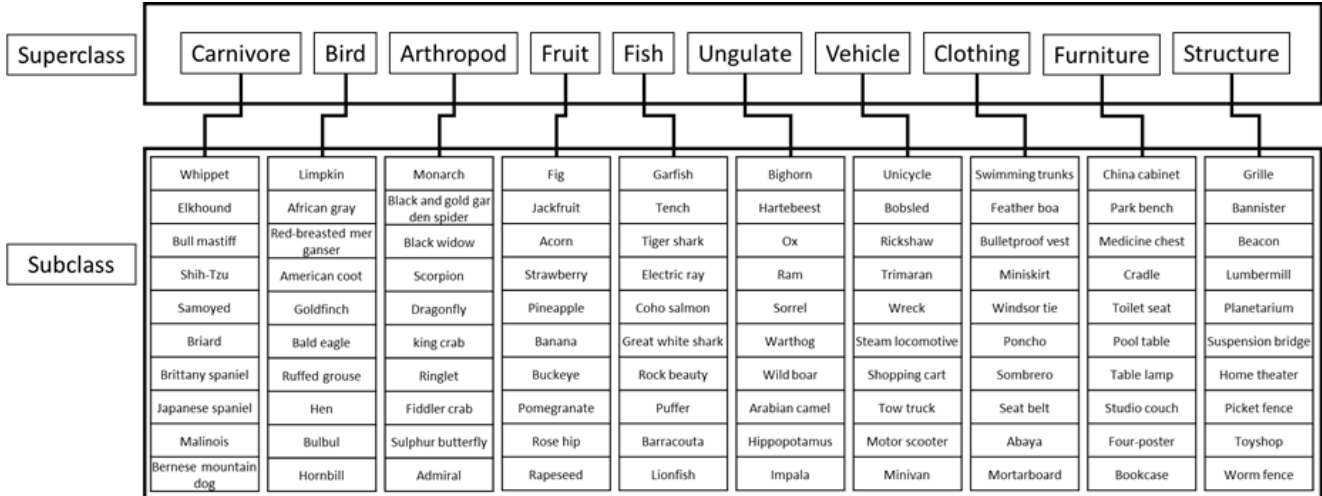 Superclass
Carnivore Bird Arthropod Fruit Fish Ungulate Vehicle Clothing Furniture Structure
Subclass
Whippet Limpkin Monarch Fig Garfish Bighorn Unicycle Swimming trunks China cabinet Grille
Elkhound African gray Black and gold gar Jackfruit Tench Hartebeest Bobsled Feather boa Park bench Bannister
den spider
Bull mastiff Red-breasted mer Black widow Acorn Tiger shark Ox Rickshaw Bulletproof vest Medicine chest Beacon
ganser
Shih-Tzu American coot Scorpion Strawberry Electric ray Ram Trimaran Miniskirt Cradle Lumbermill
Samoyed Goldfinch Dragonfly Pineapple Coho salmon Sorrel Wreck Windsor tie Toilet seat Planetarium
Briard Bald eagle king crab Banana Great white shark Warthog Steam locomotive Poncho Pool table Suspension bridge
Brittany spaniel Ruffed grouse Ringlet Buckeye Rock beauty Wild boar Shopping cart Sombrero Table lamp Home theater
Japanese spaniel Hen Fiddler crab Pomegranate Puffer Arabian camel Tow truck Seat belt Studio couch Picket fence
Malinois Bulbul Sulphur butterfly Rose hip Barracouta Hippopotamus Motor scooter Abaya Four-poster Toyshop
Bernese mountain Hornbill Admiral Rapeseed Lionfish Impala Minivan Mortarboard Bookcase Worm fence
dog